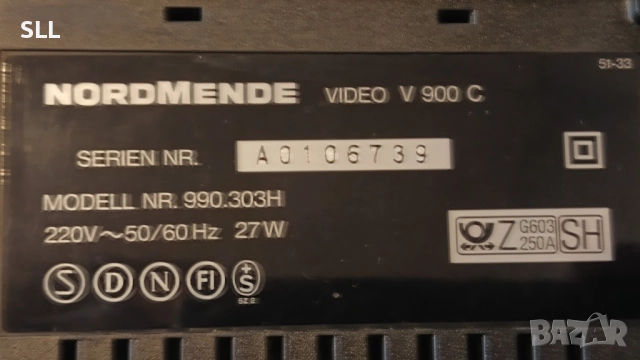 SLL
51-33
NORDMENDE VIDEO V 900 C
SERIEN NR. A0106739
MODELL NR. 990.303H
220V~50/60Hz 27W
Z G603 250A SH
S D N FI +S
BAZAR